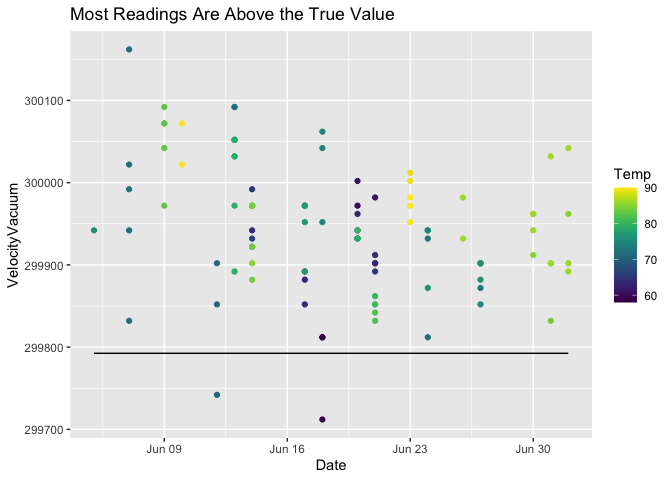 Most Readings Are Above the True Value
VelocityVacuum
300100
300000
299900
299800
299700
Jun 09
Jun 16
Jun 23
Jun 30
Date
Temp
90
80
70
60